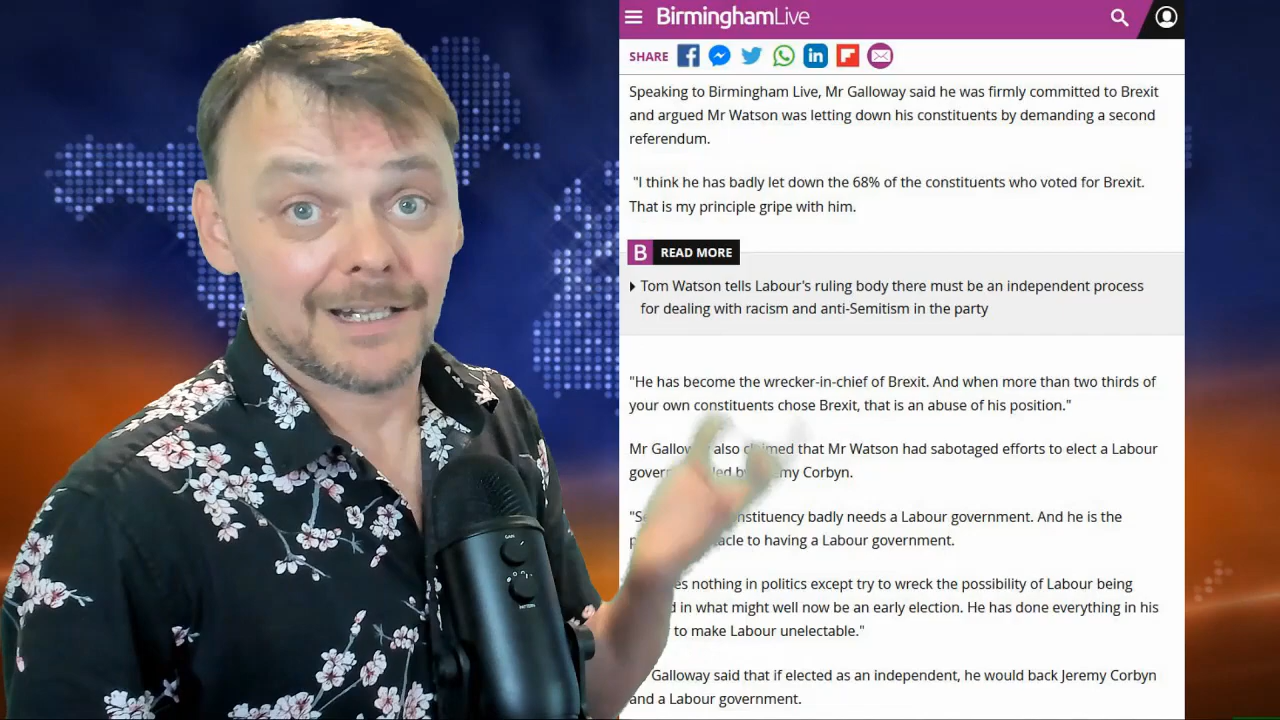 BirminghamLive
SHARE
Speaking to Birmingham Live, Mr Galloway said he was firmly committed to Brexit
and argued Mr Watson was letting down his constituents by demanding a second
referendum.
"I think he has badly let down the 68% of the constituents who voted for Brexit.
That is my principle gripe with him.
B READ MORE
Tom Watson tells Labour's ruling body there must be an independent process
for dealing with racism and anti-Semitism in the party
"He has become the wrecker-in-chief of Brexit. And when more than two thirds of
your own constituents chose Brexit, that is an abuse of his position."
Mr Galloway also claimed that Mr Watson had sabotaged efforts to elect a Labour
led by Jeremy Corbyn.
badly needs a Labour government. And he is the
to having a Labour government.
nothing in politics except try to wreck the possibility of Labour being
in what might well now be an early election. He has done everything in his
to make Labour unelectable."
Galloway said that if elected as an independent, he would back Jeremy Corbyn
and a Labour government.